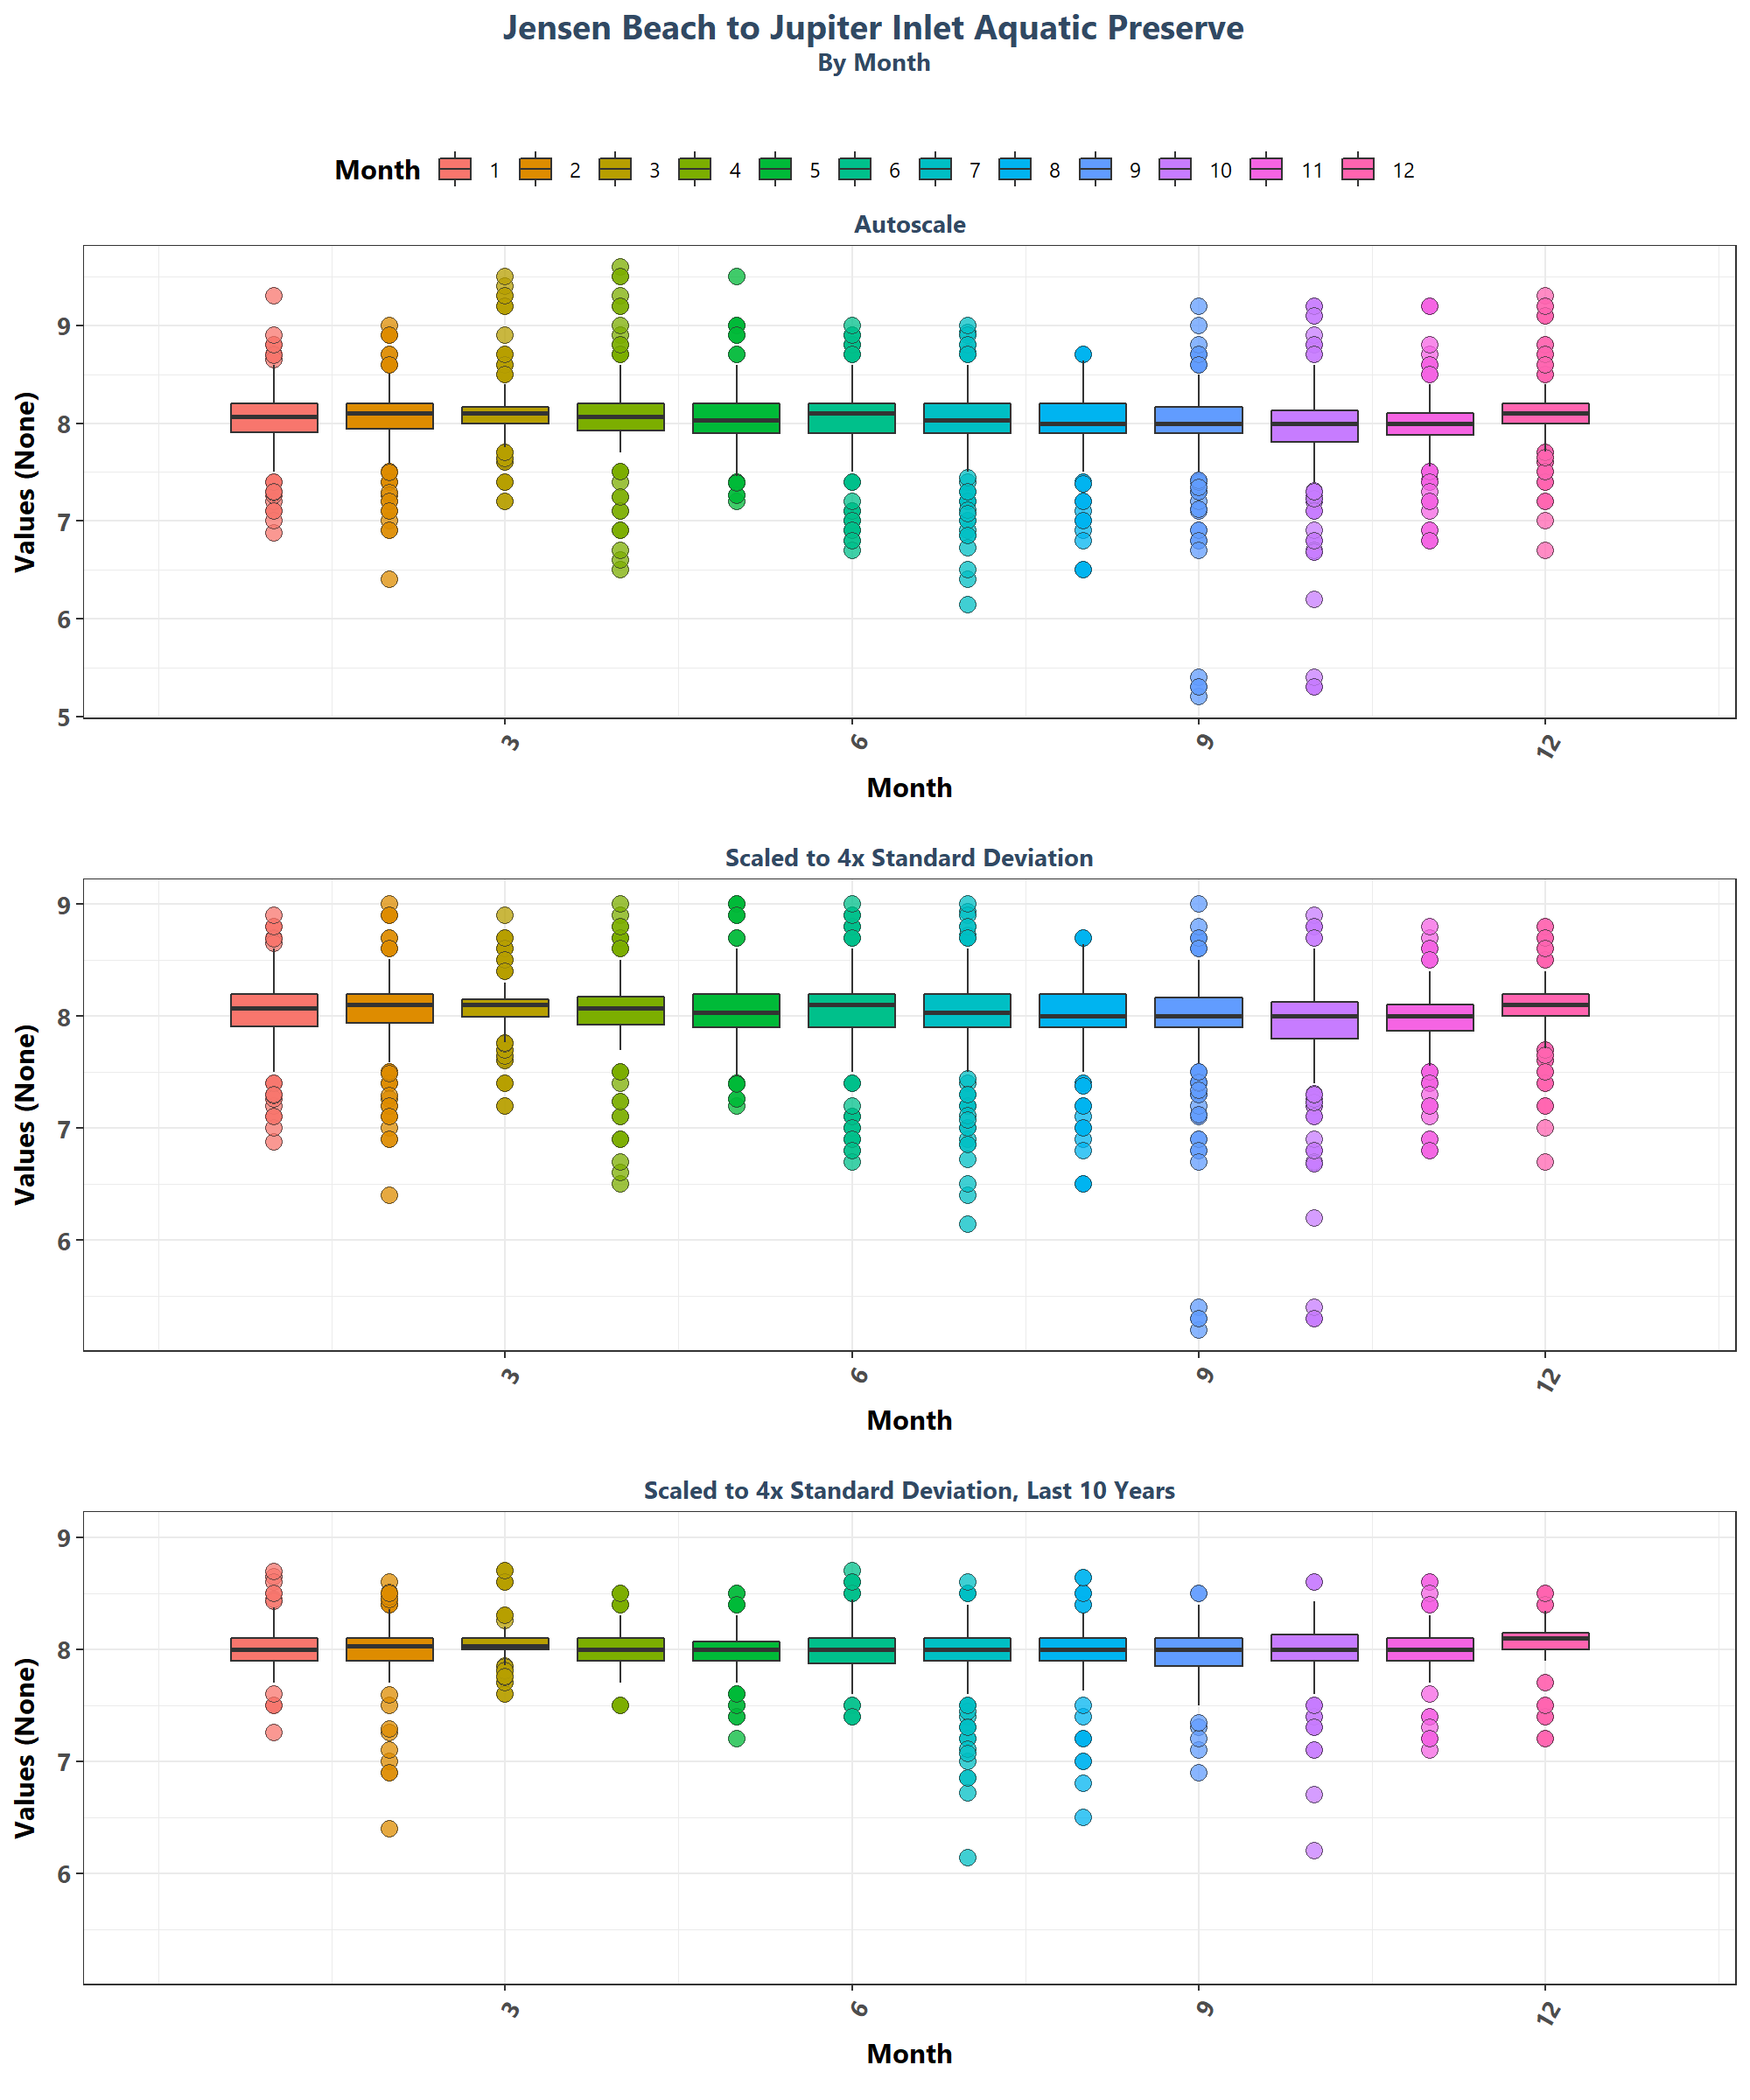 Jensen Beach to Jupiter Inlet Aquatic Preserve
By Month
Month 1 2 3 4 5 6 7 8 9 10 11 12
Autoscale
Values (None)
9
8
7
6
5
3 6 9 12
Month
Scaled to 4x Standard Deviation
Values (None)
9
8
7
6
3 6 9 12
Month
Scaled to 4x Standard Deviation, Last 10 Years
Values (None)
9
8
7
6
3 6 9 12
Month